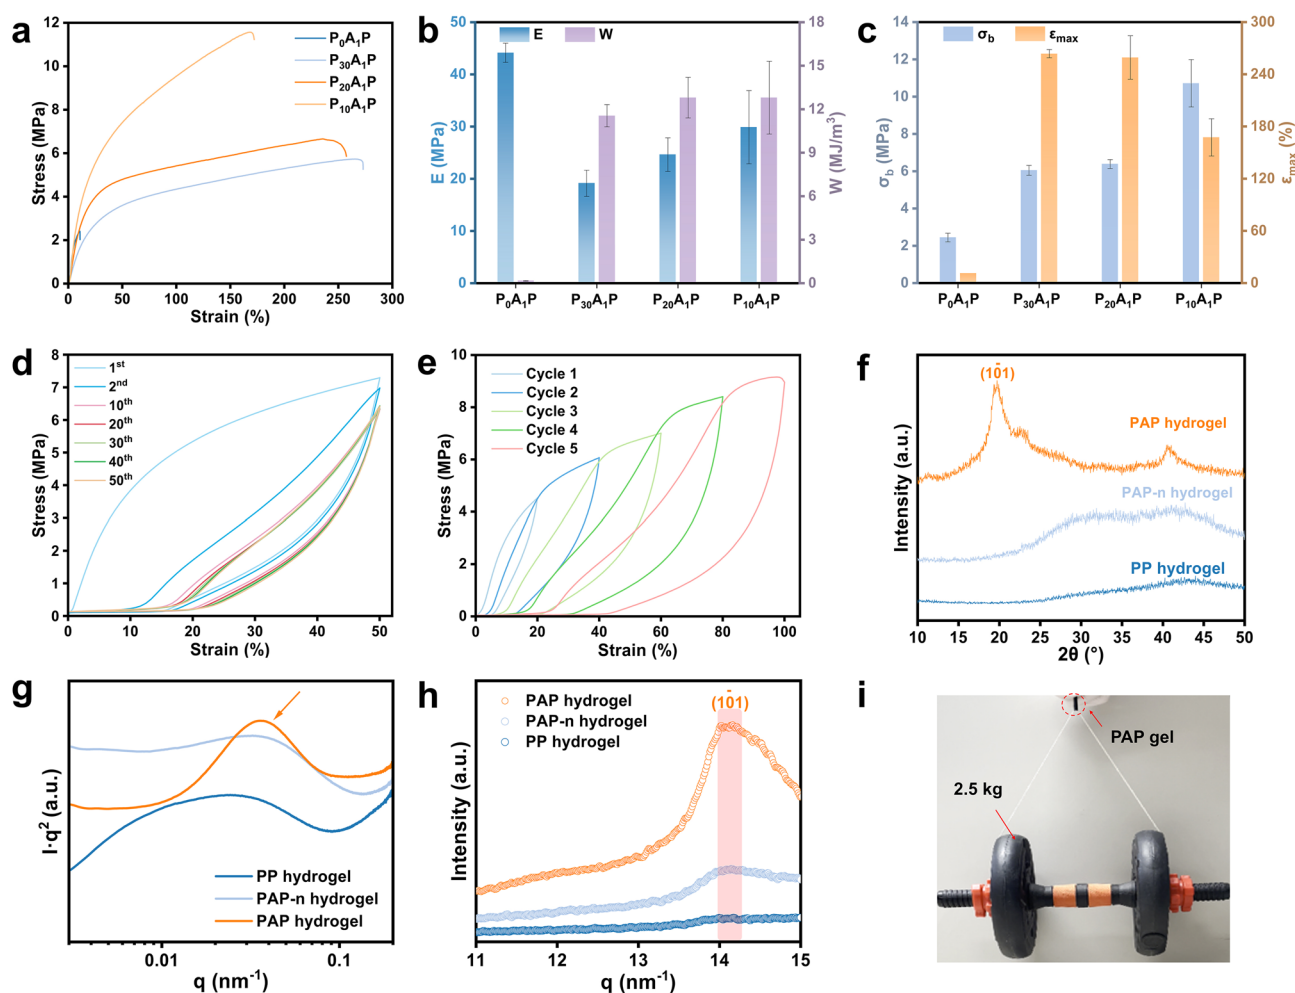 a
12
10
8
6
4
2
0
Stress (MPa)
P₀A₁P
P₃₀A₁P
P₂₀A₁P
P₁₀A₁P
0 50 100 150 200 250 300
Strain (%)
b
50
40
30
20
10
0
E (MPa)
E W
18
15
12
9
6
3
0
W (MJ/m³)
P₀A₁P P₃₀A₁P P₂₀A₁P P₁₀A₁P
c
14
12
10
8
6
4
2
0
σ_b (MPa)
σ_b ε_max
300
240
180
120
60
0
ε_max (%)
P₀A₁P P₃₀A₁P P₂₀A₁P P₁₀A₁P
d
8
7
6
5
4
3
2
1
0
Stress (MPa)
1ˢᵗ
2ⁿᵈ
10ᵗʰ
20ᵗʰ
30ᵗʰ
40ᵗʰ
50ᵗʰ
0 10 20 30 40 50
Strain (%)
e
10
8
6
4
2
0
Stress (MPa)
Cycle 1
Cycle 2
Cycle 3
Cycle 4
Cycle 5
0 20 40 60 80 100
Strain (%)
f
Intensity (a.u.)
(101̄)
PAP hydrogel
PAP-n hydrogel
PP hydrogel
10 15 20 25 30 35 40 45 50
2θ (°)
g
I·q² (a.u.)
PP hydrogel
PAP-n hydrogel
PAP hydrogel
0.01 0.1
q (nm⁻¹)
h
Intensity (a.u.)
PAP hydrogel
PAP-n hydrogel
PP hydrogel
(101̄)
11 12 13 14 15
q (nm⁻¹)
i
PAP gel
2.5 kg